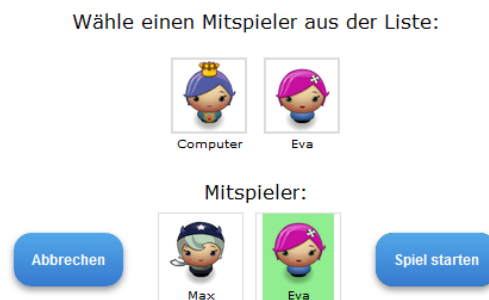 Wähle einen Mitspieler aus der Liste:
Computer Eva
Mitspieler:
Abbrechen Spiel starten
Max Eva